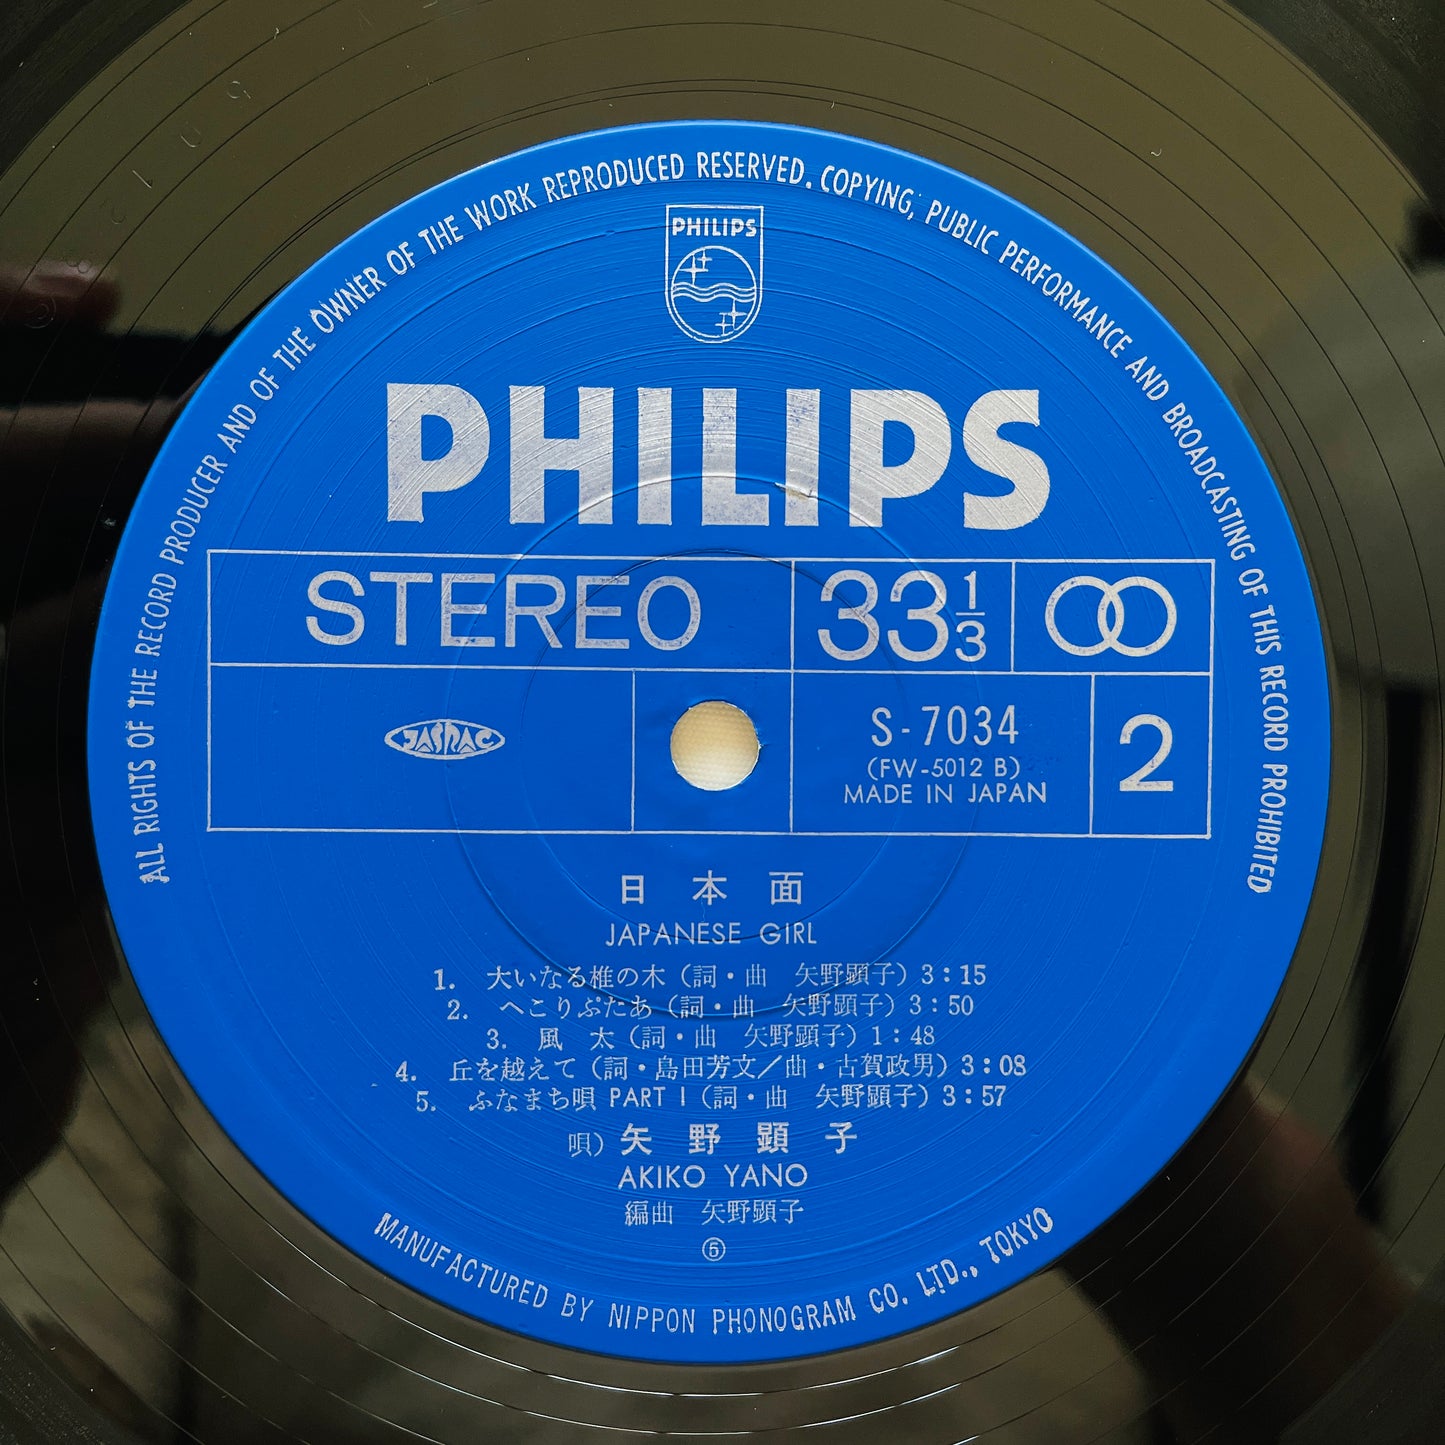 ALL RIGHTS OF THE RECORD PRODUCER AND OF THE OWNER OF THE WORK REPRODUCED RESERVED. COPYING, PUBLIC PERFORMANCE AND BROADCASTING OF THIS RECORD PROHIBITED
PHILIPS
PHILIPS
STEREO 33 1/3
JASRAC
S-7034
(FW-5012 B)
MADE IN JAPAN
2
日本面
JAPANESE GIRL
1. 大いなる椎の木（詞・曲 矢野顕子）3:15
2. へこりぷたあ（詞・曲 矢野顕子）3:50
3. 風太（詞・曲 矢野顕子）1:48
4. 丘を越えて（詞・島田芳文／曲・古賀政男）3:08
5. ふなまち唄 PART I（詞・曲 矢野顕子）3:57
唄）矢野顕子
AKIKO YANO
編曲 矢野顕子
⑤
MANUFACTURED BY NIPPON PHONOGRAM CO. LTD., TOKYO